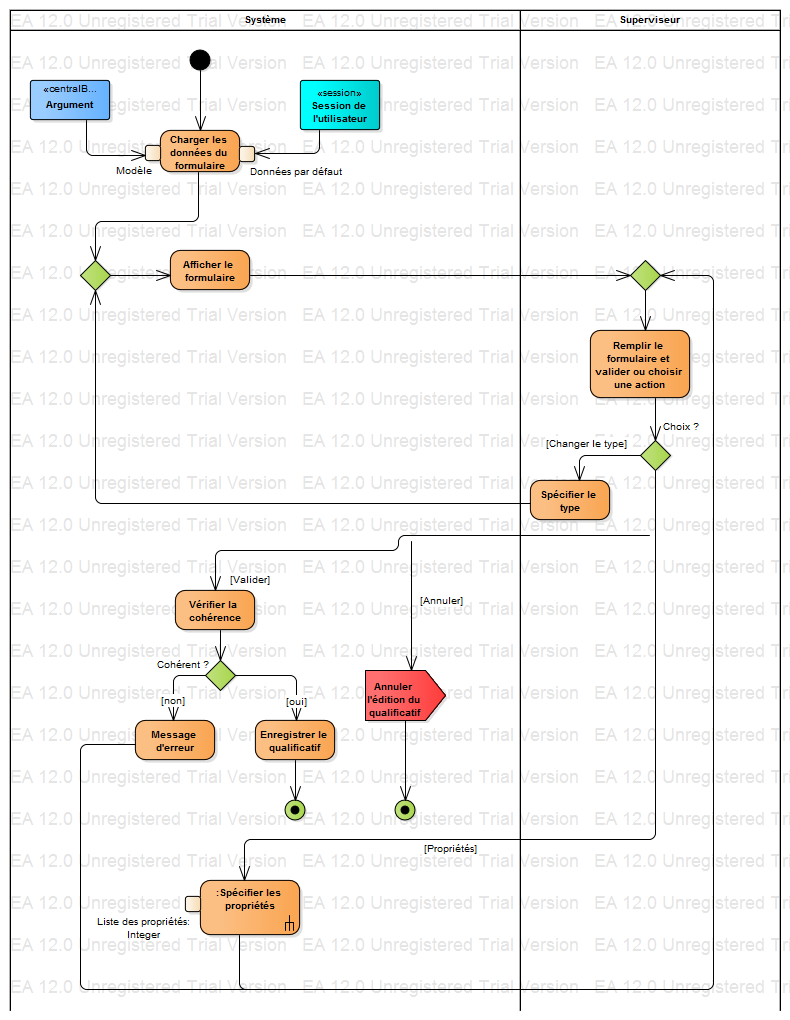 Système
Superviseur
«centralB...
Argument
«session»
Session de
l'utilisateur
Charger les
données du
formulaire
Modèle
Données par défaut
Afficher le
formulaire
Remplir le
formulaire et
valider ou choisir
une action
Choix ?
[Changer le type]
Spécifier le
type
[Valider]
[Annuler]
Vérifier la
cohérence
Cohérent ?
[non]
[oui]
Annuler
l'édition du
qualificatif
Message
d'erreur
Enregistrer le
qualificatif
[Propriétés]
:Spécifier les
propriétés
Liste des propriétés:
Integer
EA 12.0 Unregistered Trial Version